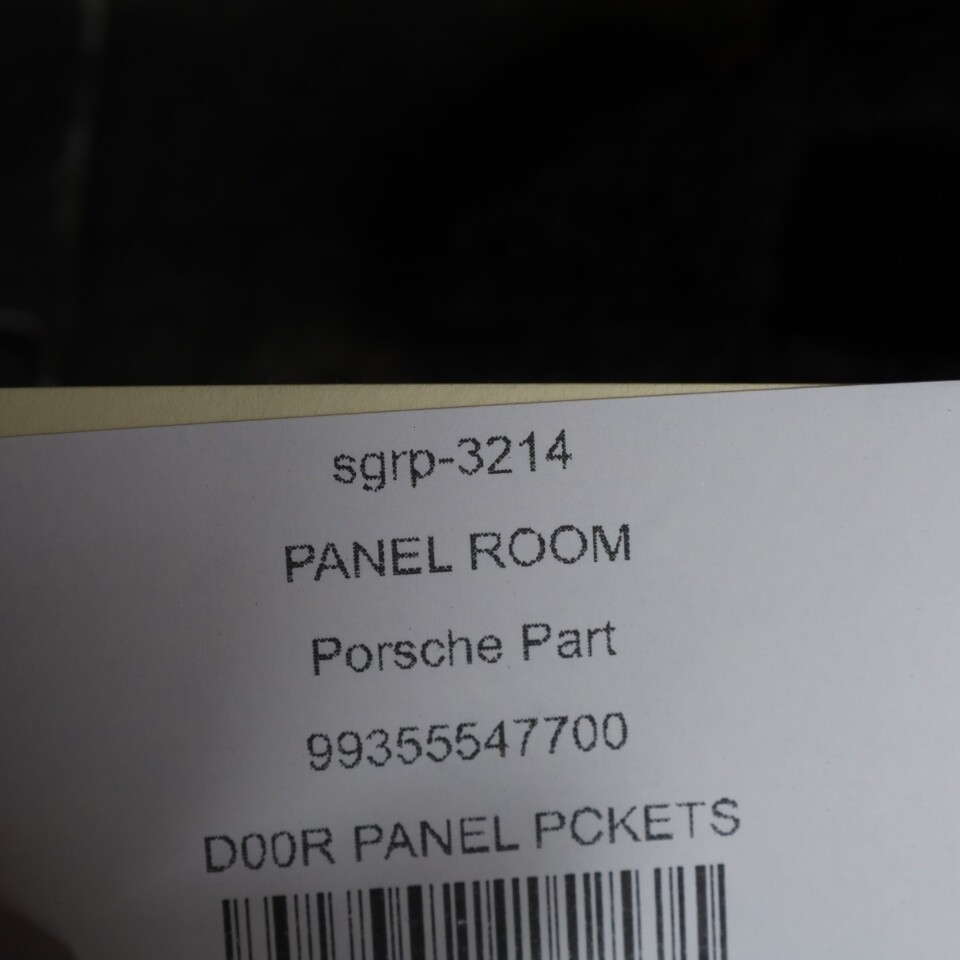 sgrp-3214
PANEL ROOM
Porsche Part
99355547700
D00R PANEL PCKETS